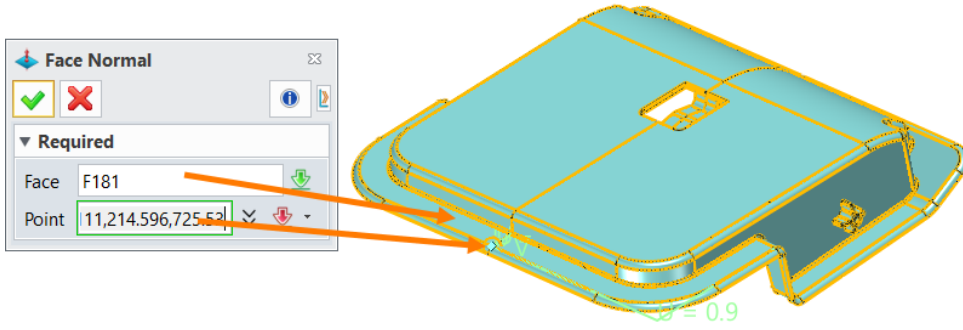 Face Normal
▼ Required
Face F181
Point 11,214.596,725.53
V
= 0.9